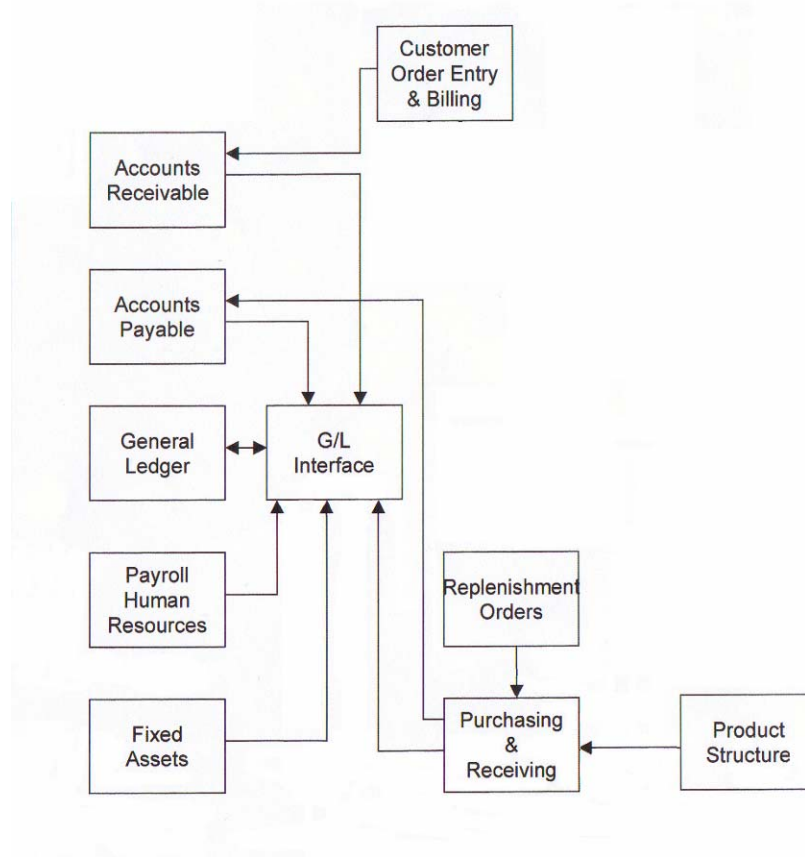 Customer
Order Entry
& Billing
Accounts
Receivable
Accounts
Payable
General
Ledger
G/L
Interface
Payroll
Human
Resources
Replenishment
Orders
Fixed
Assets
Purchasing
&
Receiving
Product
Structure